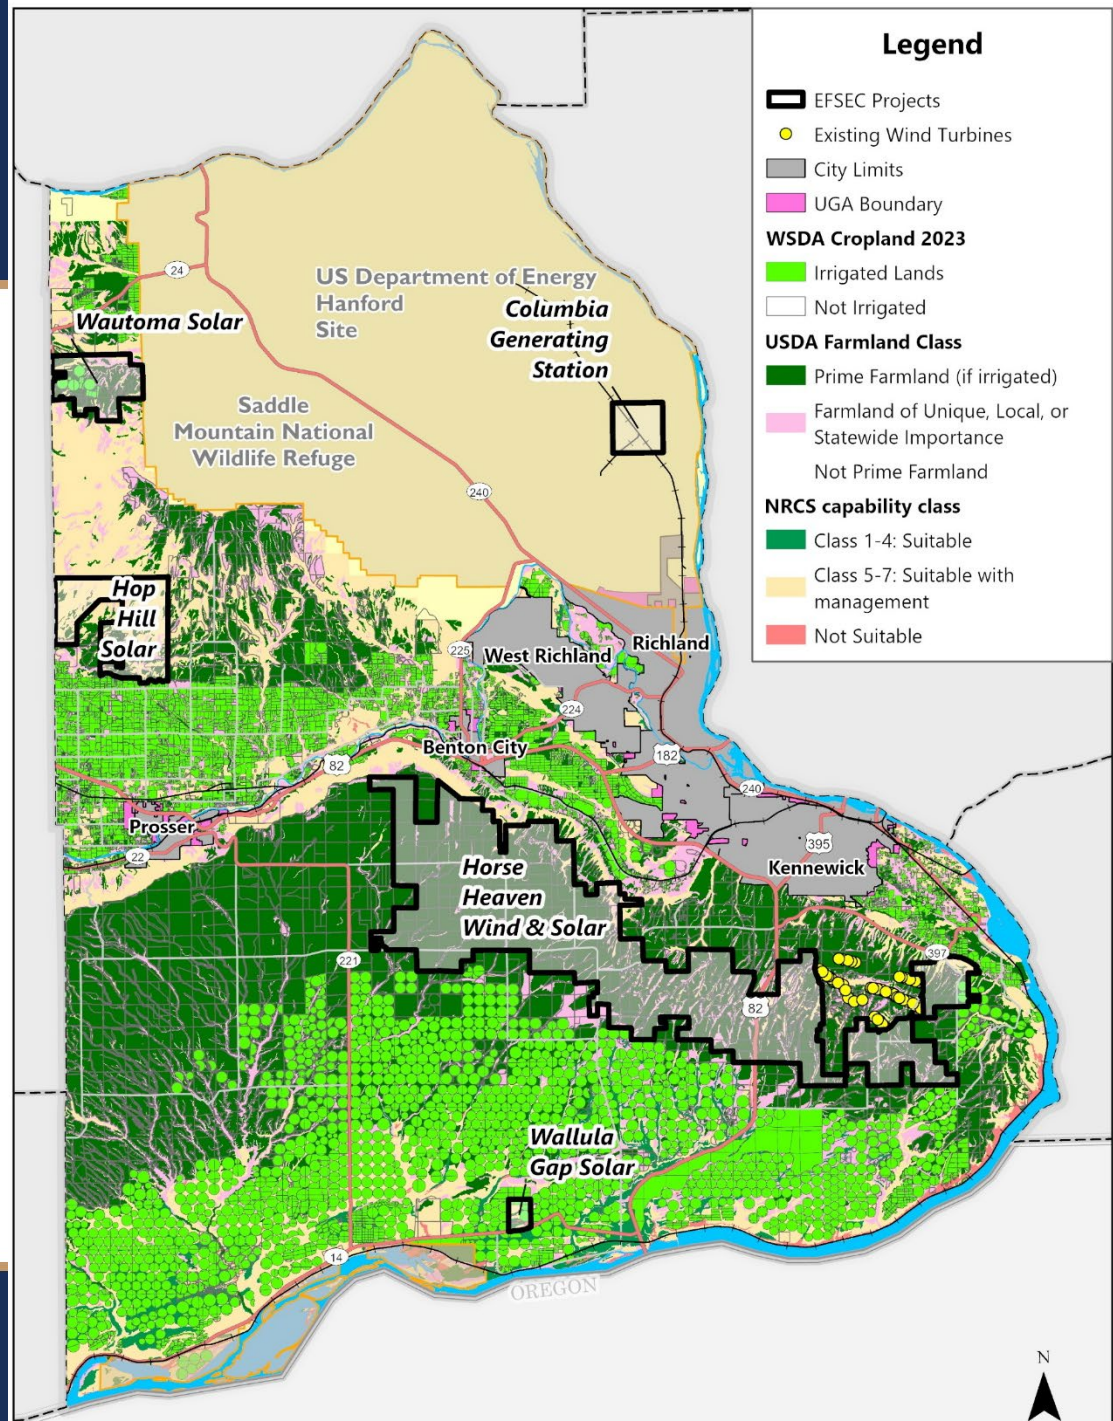 Legend
EFSEC Projects
Existing Wind Turbines
City Limits
UGA Boundary
WSDA Cropland 2023
Irrigated Lands
Not Irrigated
USDA Farmland Class
Prime Farmland (if irrigated)
Farmland of Unique, Local, or
Statewide Importance
Not Prime Farmland
NRCS capability class
Class 1-4: Suitable
Class 5-7: Suitable with
management
Not Suitable
24
US Department of Energy
Hanford
Site
Columbia
Generating
Station
Wautoma Solar
Saddle
Mountain National
Wildlife Refuge
240
Hop
Hill
Solar
225
West Richland
Richland
224
Benton City
182
82
240
Prosser
22
395
Kennewick
Horse
Heaven
Wind & Solar
221
397
82
Wallula
Gap Solar
14
OREGON
N